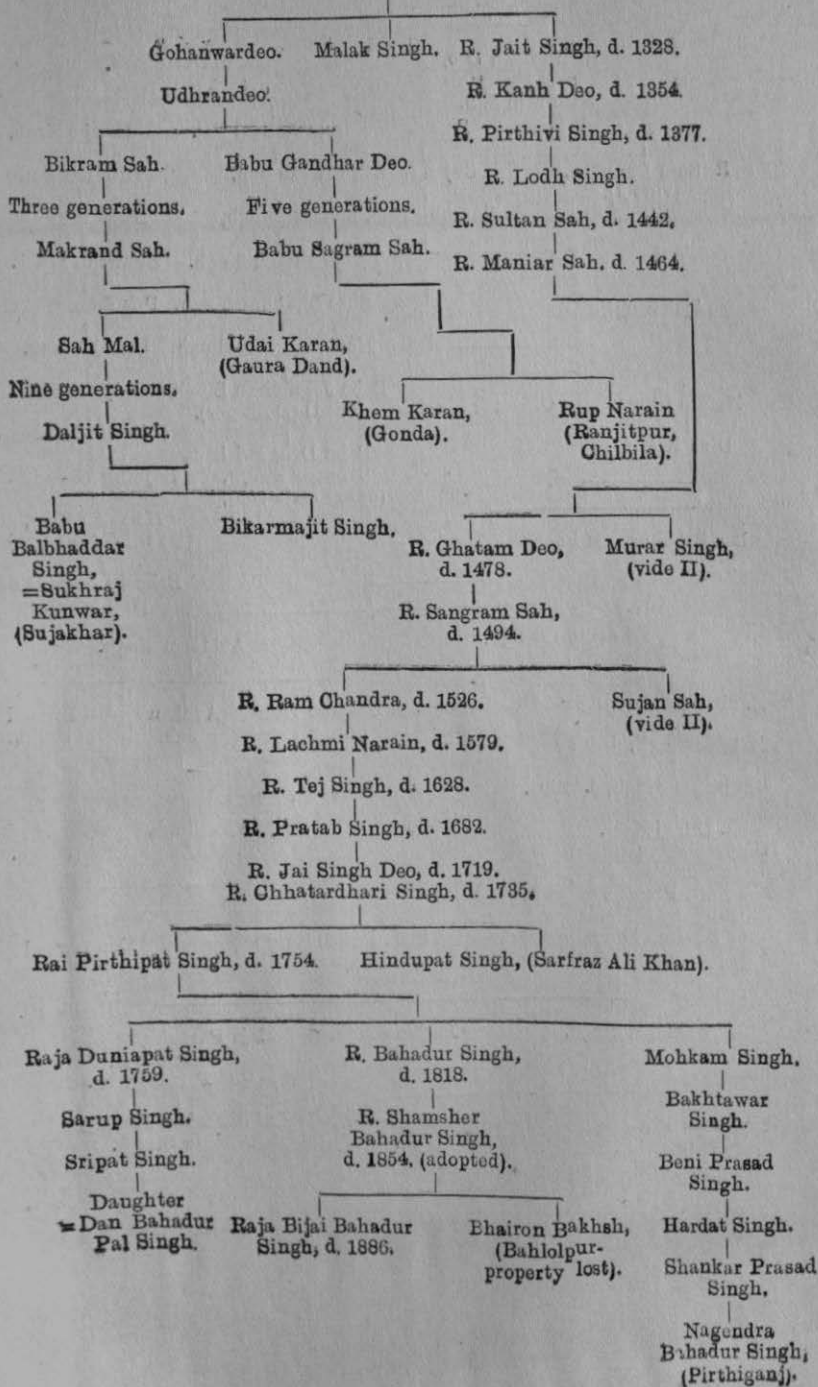 Gohanwardeo. Malak Singh. R. Jait Singh, d. 1328.
Udhrandeo. R. Kanh Deo, d. 1354.
R. Pirthivi Singh, d. 1377.
Bikram Sah. Babu Gandhar Deo.
R. Lodh Singh.
Three generations. Five generations.
R. Sultan Sah, d. 1442.
Makrand Sah. Babu Sagram Sah.
R. Maniar Sah. d. 1464.
Sah Mal. Udai Karan,
(Gaura Dand).
Nine generations.
Khem Karan, Rup Narain
(Gonda). (Ranjitpur,
Daljit Singh. Chilbila).
Babu Bikarmajit Singh.
Balbhaddar
Singh,
=Sukhraj
Kunwar,
(Sujakhar).
R. Ghatam Deo, Murar Singh,
d. 1478. (vide II).
R. Sangram Sah,
d. 1494.
R. Ram Chandra, d. 1526. Sujan Sah,
(vide II).
R. Lachmi Narain, d. 1579.
R. Tej Singh, d. 1628.
R. Pratab Singh, d. 1682.
R. Jai Singh Deo, d. 1719.
R. Chhatardhari Singh, d. 1735.
Rai Pirthipat Singh, d. 1754. Hindupat Singh, (Sarfraz Ali Khan).
Raja Duniapat Singh, R. Bahadur Singh, Mohkam Singh.
d. 1759. d. 1818.
Bakhtawar
Sarup Singh. R. Shamsher Singh.
Bahadur Singh,
Sripat Singh. d. 1854. (adopted). Beni Prasad
Singh.
Daughter
=Dan Bahadur Raja Bijai Bahadur Bhairon Bakhsh, Hardat Singh.
Pal Singh. Singh, d. 1886. (Bahlolpur-
property lost). Shankar Prasad
Singh.
Nagendra
Bahadur Singh,
(Pirthiganj).